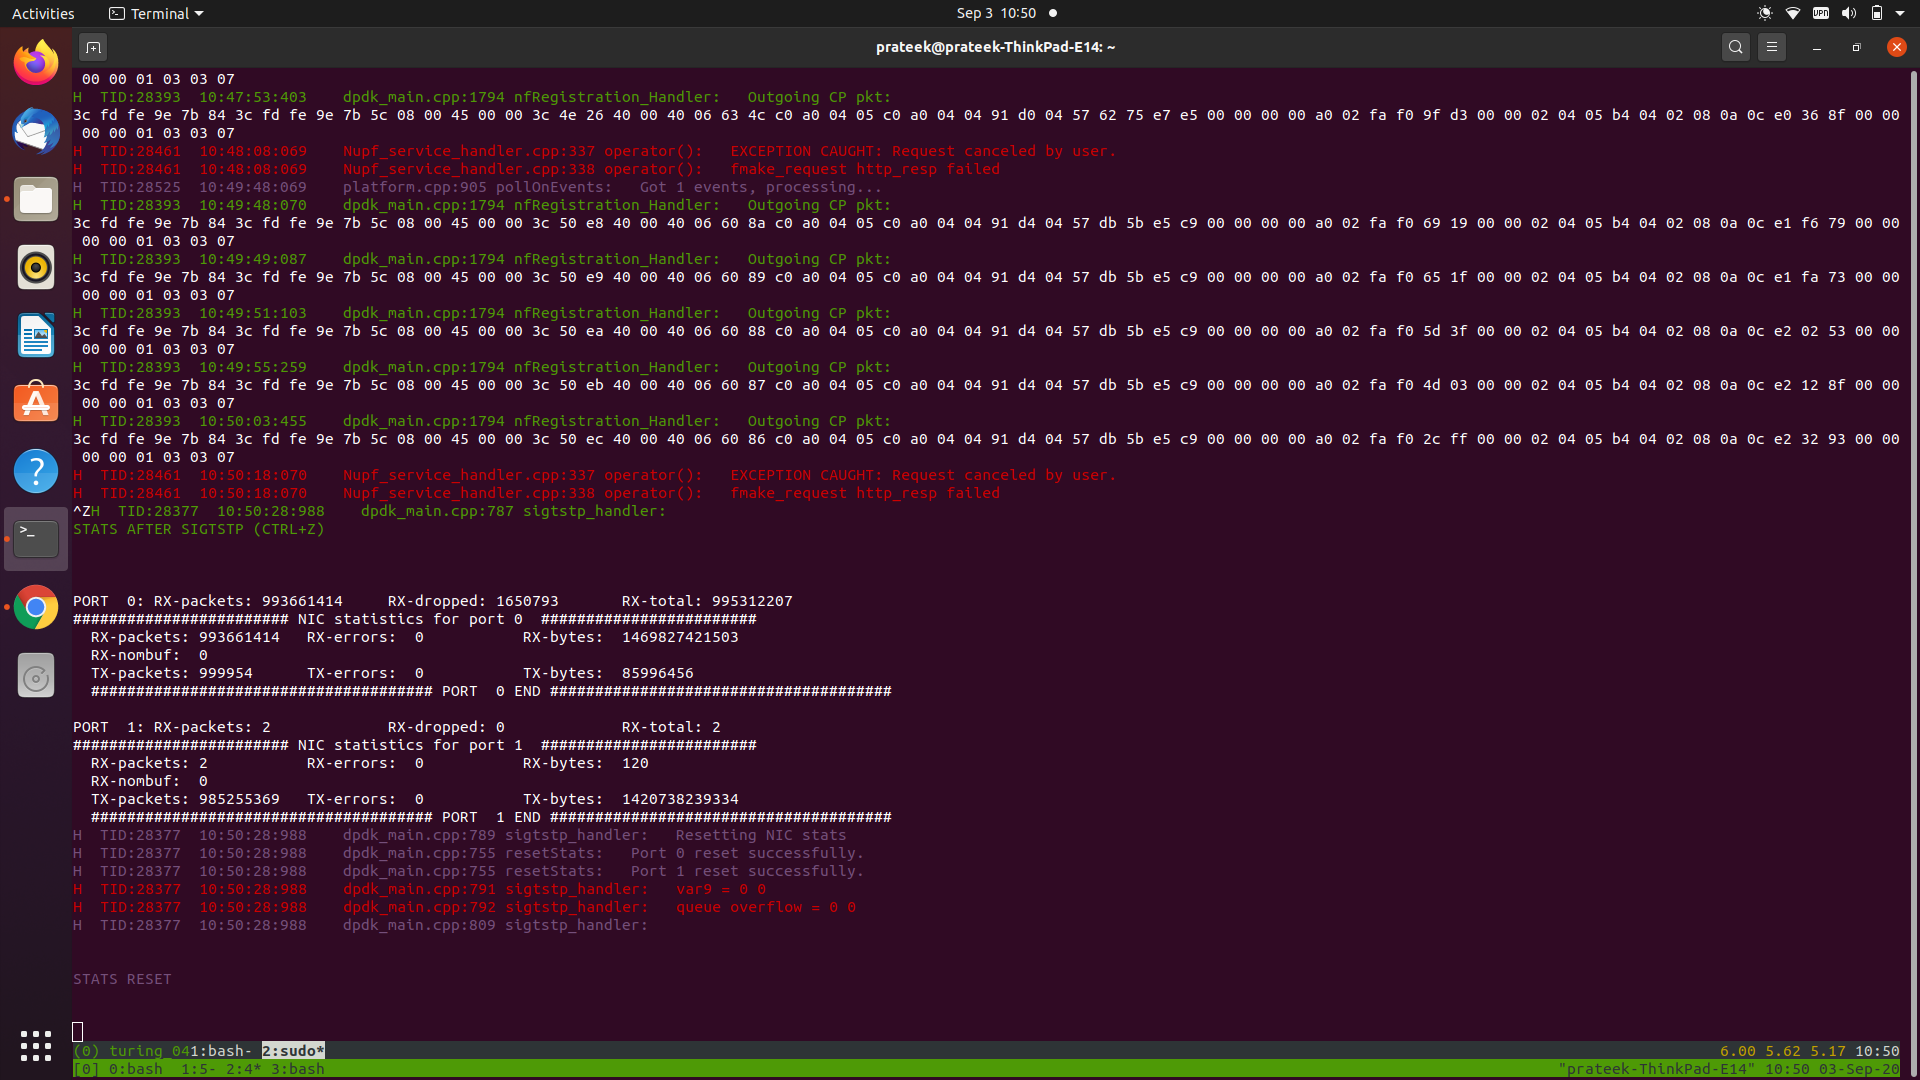 Activities Terminal Sep 3 10:50 VPN
prateek@prateek-ThinkPad-E14: ~
00 00 01 03 03 07
H TID:28393 10:47:53:403 dpdk_main.cpp:1794 nfRegistration_Handler: Outgoing CP pkt:
3c fd fe 9e 7b 84 3c fd fe 9e 7b 5c 08 00 45 00 00 3c 4e 26 40 00 40 06 63 4c c0 a0 04 05 c0 a0 04 04 91 d0 04 57 62 75 e7 e5 00 00 00 00 a0 02 fa f0 9f d3 00 00 02 04 05 b4 04 02 08 0a 0c e0 36 8f 00 00
00 00 01 03 03 07
H TID:28461 10:48:08:069 Nupf_service_handler.cpp:337 operator(): EXCEPTION CAUGHT: Request canceled by user.
H TID:28461 10:48:08:069 Nupf_service_handler.cpp:338 operator(): fmake_request http_resp failed
H TID:28525 10:49:48:069 platform.cpp:905 pollOnEvents: Got 1 events, processing...
H TID:28393 10:49:48:070 dpdk_main.cpp:1794 nfRegistration_Handler: Outgoing CP pkt:
3c fd fe 9e 7b 84 3c fd fe 9e 7b 5c 08 00 45 00 00 3c 50 e8 40 00 40 06 60 8a c0 a0 04 05 c0 a0 04 04 91 d4 04 57 db 5b e5 c9 00 00 00 00 a0 02 fa f0 69 19 00 00 02 04 05 b4 04 02 08 0a 0c e1 f6 79 00 00
00 00 01 03 03 07
H TID:28393 10:49:49:087 dpdk_main.cpp:1794 nfRegistration_Handler: Outgoing CP pkt:
3c fd fe 9e 7b 84 3c fd fe 9e 7b 5c 08 00 45 00 00 3c 50 e9 40 00 40 06 60 89 c0 a0 04 05 c0 a0 04 04 91 d4 04 57 db 5b e5 c9 00 00 00 00 a0 02 fa f0 65 1f 00 00 02 04 05 b4 04 02 08 0a 0c e1 fa 73 00 00
00 00 01 03 03 07
H TID:28393 10:49:51:103 dpdk_main.cpp:1794 nfRegistration_Handler: Outgoing CP pkt:
3c fd fe 9e 7b 84 3c fd fe 9e 7b 5c 08 00 45 00 00 3c 50 ea 40 00 40 06 60 88 c0 a0 04 05 c0 a0 04 04 91 d4 04 57 db 5b e5 c9 00 00 00 00 a0 02 fa f0 5d 3f 00 00 02 04 05 b4 04 02 08 0a 0c e2 02 53 00 00
00 00 01 03 03 07
H TID:28393 10:49:55:259 dpdk_main.cpp:1794 nfRegistration_Handler: Outgoing CP pkt:
3c fd fe 9e 7b 84 3c fd fe 9e 7b 5c 08 00 45 00 00 3c 50 eb 40 00 40 06 60 87 c0 a0 04 05 c0 a0 04 04 91 d4 04 57 db 5b e5 c9 00 00 00 00 a0 02 fa f0 4d 03 00 00 02 04 05 b4 04 02 08 0a 0c e2 12 8f 00 00
00 00 01 03 03 07
H TID:28393 10:50:03:455 dpdk_main.cpp:1794 nfRegistration_Handler: Outgoing CP pkt:
3c fd fe 9e 7b 84 3c fd fe 9e 7b 5c 08 00 45 00 00 3c 50 ec 40 00 40 06 60 86 c0 a0 04 05 c0 a0 04 04 91 d4 04 57 db 5b e5 c9 00 00 00 00 a0 02 fa f0 2c ff 00 00 02 04 05 b4 04 02 08 0a 0c e2 32 93 00 00
00 00 01 03 03 07
H TID:28461 10:50:18:070 Nupf_service_handler.cpp:337 operator(): EXCEPTION CAUGHT: Request canceled by user.
H TID:28461 10:50:18:070 Nupf_service_handler.cpp:338 operator(): fmake_request http_resp failed
^ZH TID:28377 10:50:28:988 dpdk_main.cpp:787 sigtstp_handler:
STATS AFTER SIGTSTP (CTRL+Z)
PORT 0: RX-packets: 993661414 RX-dropped: 1650793 RX-total: 995312207
######################## NIC statistics for port 0 ########################
RX-packets: 993661414 RX-errors: 0 RX-bytes: 1469827421503
RX-nombuf: 0
TX-packets: 999954 TX-errors: 0 TX-bytes: 85996456
###################################### PORT 0 END ######################################
PORT 1: RX-packets: 2 RX-dropped: 0 RX-total: 2
######################## NIC statistics for port 1 ########################
RX-packets: 2 RX-errors: 0 RX-bytes: 120
RX-nombuf: 0
TX-packets: 985255369 TX-errors: 0 TX-bytes: 1420738239334
###################################### PORT 1 END ######################################
H TID:28377 10:50:28:988 dpdk_main.cpp:789 sigtstp_handler: Resetting NIC stats
H TID:28377 10:50:28:988 dpdk_main.cpp:755 resetStats: Port 0 reset successfully.
H TID:28377 10:50:28:988 dpdk_main.cpp:755 resetStats: Port 1 reset successfully.
H TID:28377 10:50:28:988 dpdk_main.cpp:791 sigtstp_handler: var9 = 0 0
H TID:28377 10:50:28:988 dpdk_main.cpp:792 sigtstp_handler: queue overflow = 0 0
H TID:28377 10:50:28:988 dpdk_main.cpp:809 sigtstp_handler:
STATS RESET
(0) turing_041:bash- 2:sudo* 6.00 5.62 5.17 10:50
[0] 0:bash 1:5- 2:4* 3:bash "prateek-ThinkPad-E14" 10:50 03-Sep-20